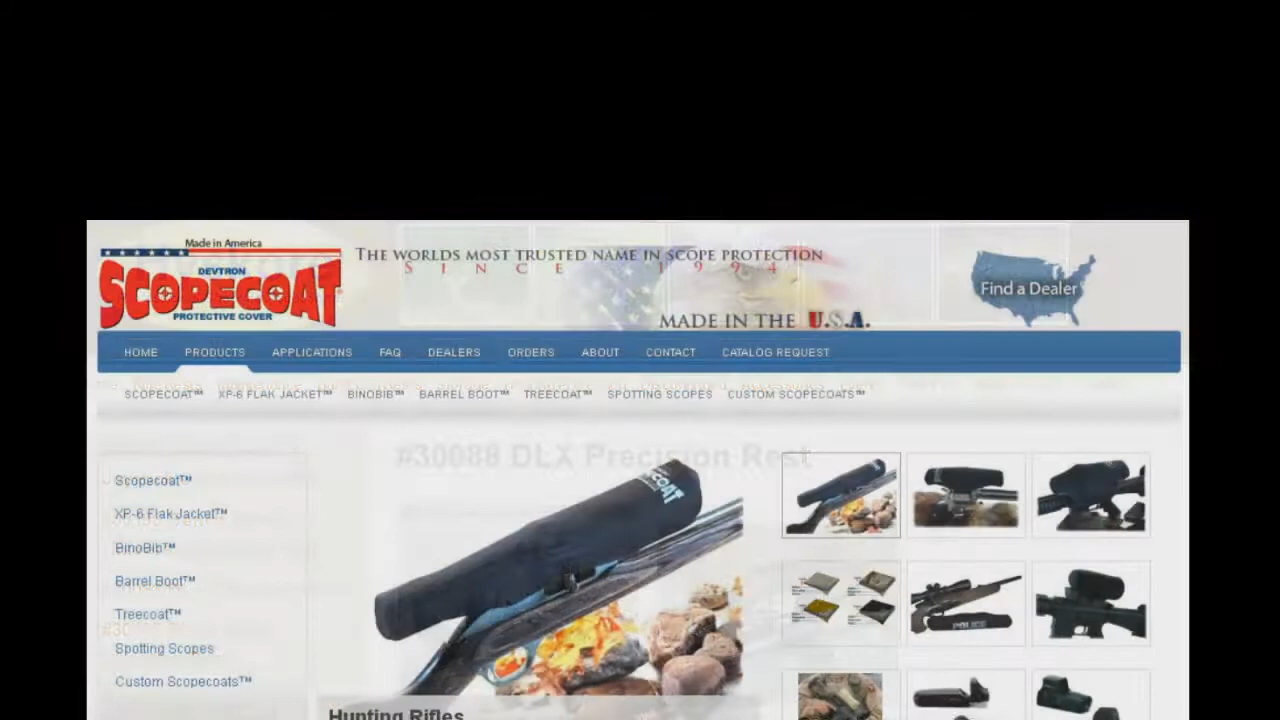 Made in America
DEVTRON
SCOPECOAT
PROTECTIVE COVER
THE WORLDS MOST TRUSTED NAME IN SCOPE PROTECTION
SINCE 1994
MADE IN THE U.S.A.
Find a Dealer
HOME PRODUCTS APPLICATIONS FAQ DEALERS ORDERS ABOUT CONTACT CATALOG REQUEST
SCOPECOAT™ XP-6 FLAK JACKET™ BINOBIB™ BARREL BOOT™ TREECOAT™ SPOTTING SCOPES CUSTOM SCOPECOATS™
#30088 DLX Precision Rest
Scopecoat™
XP-6 Flak Jacket™
BinoBib™
Barrel Boot™
Treecoat™
Spotting Scopes
Custom Scopecoats™
COAT
POLICE
#30
Hunting Rifles